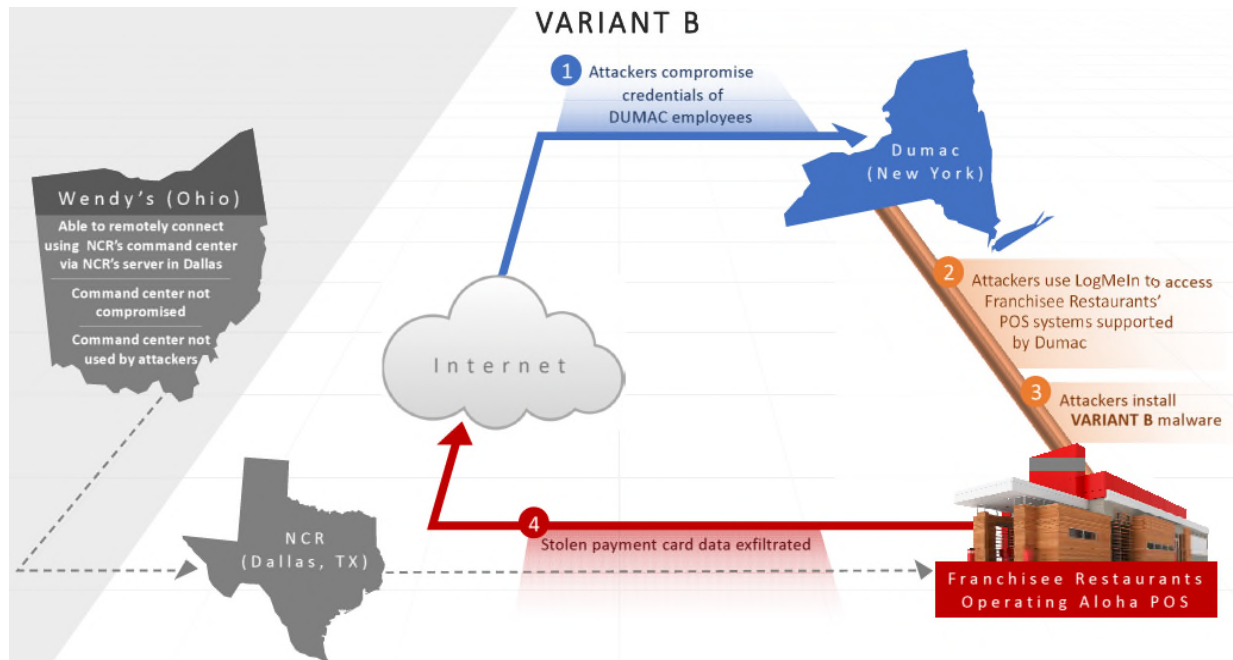 VARIANT B
1
Attackers compromise
credentials of
DUMAC employees
Dumac
(New York)
Wendy's (Ohio)
Able to remotely connect
using NCR's command center
via NCR's server in Dallas
Command center not
compromised
Command center not
used by attackers
Internet
2
Attackers use LogMeIn to access
Franchisee Restaurants'
POS systems supported
by Dumac
3
Attackers install
VARIANT B malware
4
Stolen payment card data exfiltrated
NCR
(Dallas, TX)
Franchisee Restaurants
Operating Aloha POS